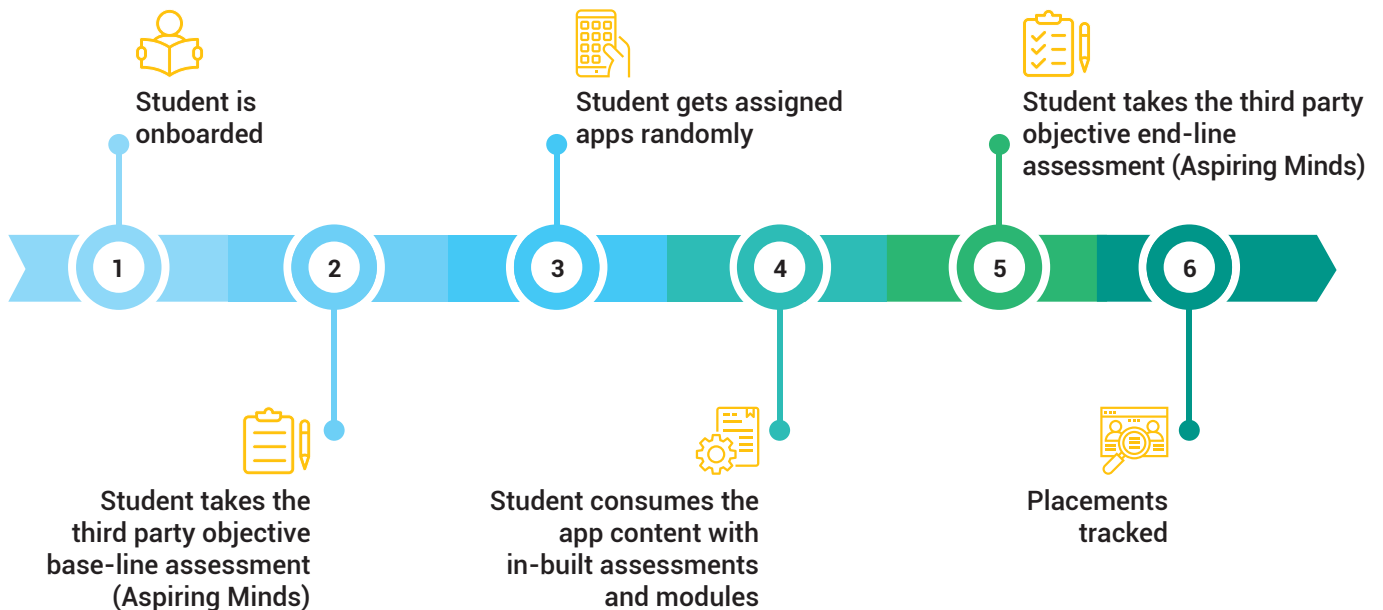 Student is
onboarded
Student gets assigned
apps randomly
Student takes the third party
objective end-line
assessment (Aspiring Minds)
1
2
3
4
5
6
Student takes the
third party objective
base-line assessment
(Aspiring Minds)
Student consumes the
app content with
in-built assessments
and modules
Placements
tracked